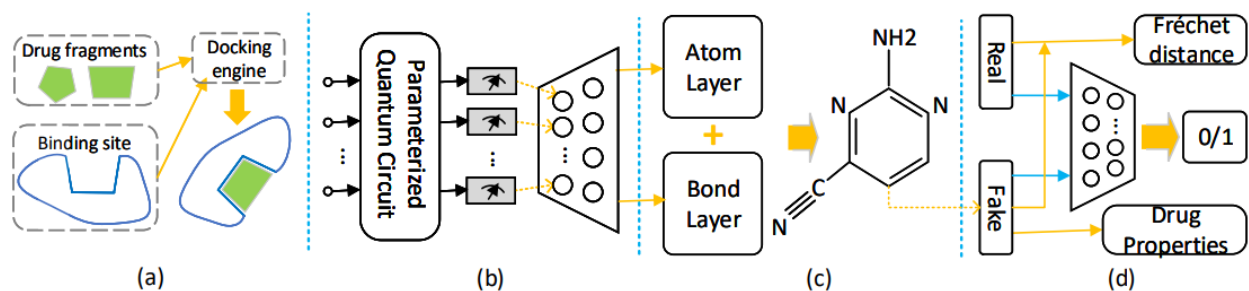 Drug fragments
Docking
engine
Binding site
(a)
Parameterized
Quantum Circuit
...
...
...
(b)
Atom
Layer
+
Bond
Layer
NH2
N
N
N
(c)
Real
Fake
Fréchet
distance
...
0/1
Drug
Properties
(d)